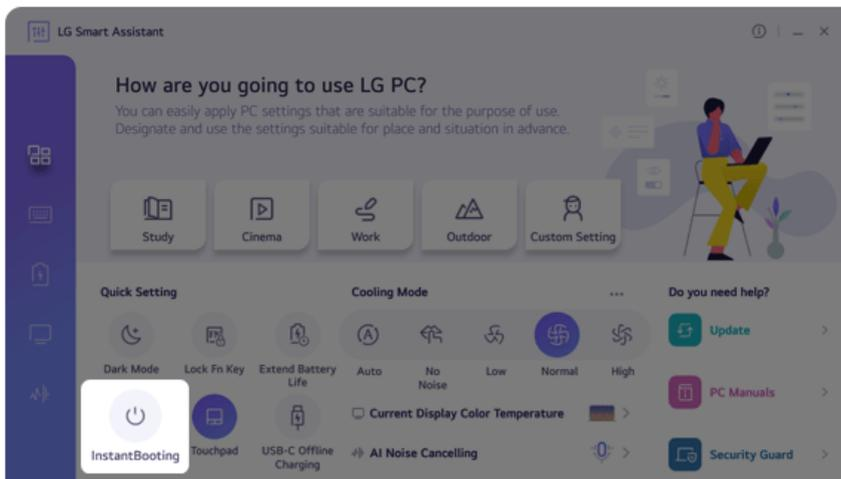 LG Smart Assistant
How are you going to use LG PC?
You can easily apply PC settings that are suitable for the purpose of use.
Designate and use the settings suitable for place and situation in advance.
Study
Cinema
Work
Outdoor
Custom Setting
Quick Setting
Dark Mode
Lock Fn Key
Extend Battery
Life
InstantBooting
Touchpad
USB-C Offline
Charging
Cooling Mode
Auto
No
Noise
Low
Normal
High
Current Display Color Temperature
AI Noise Cancelling
Do you need help?
Update
PC Manuals
Security Guard